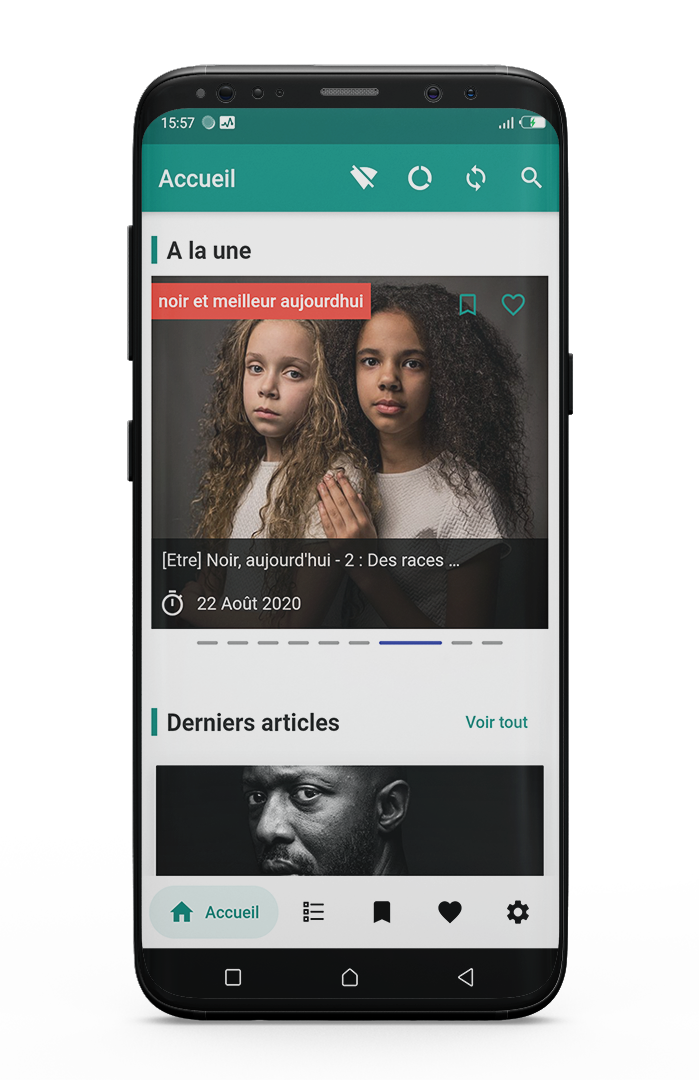 15:57
Accueil
A la une
noir et meilleur aujourdhui
[Etre] Noir, aujourd'hui - 2 : Des races ...
22 Août 2020
Derniers articles
Voir tout
Accueil